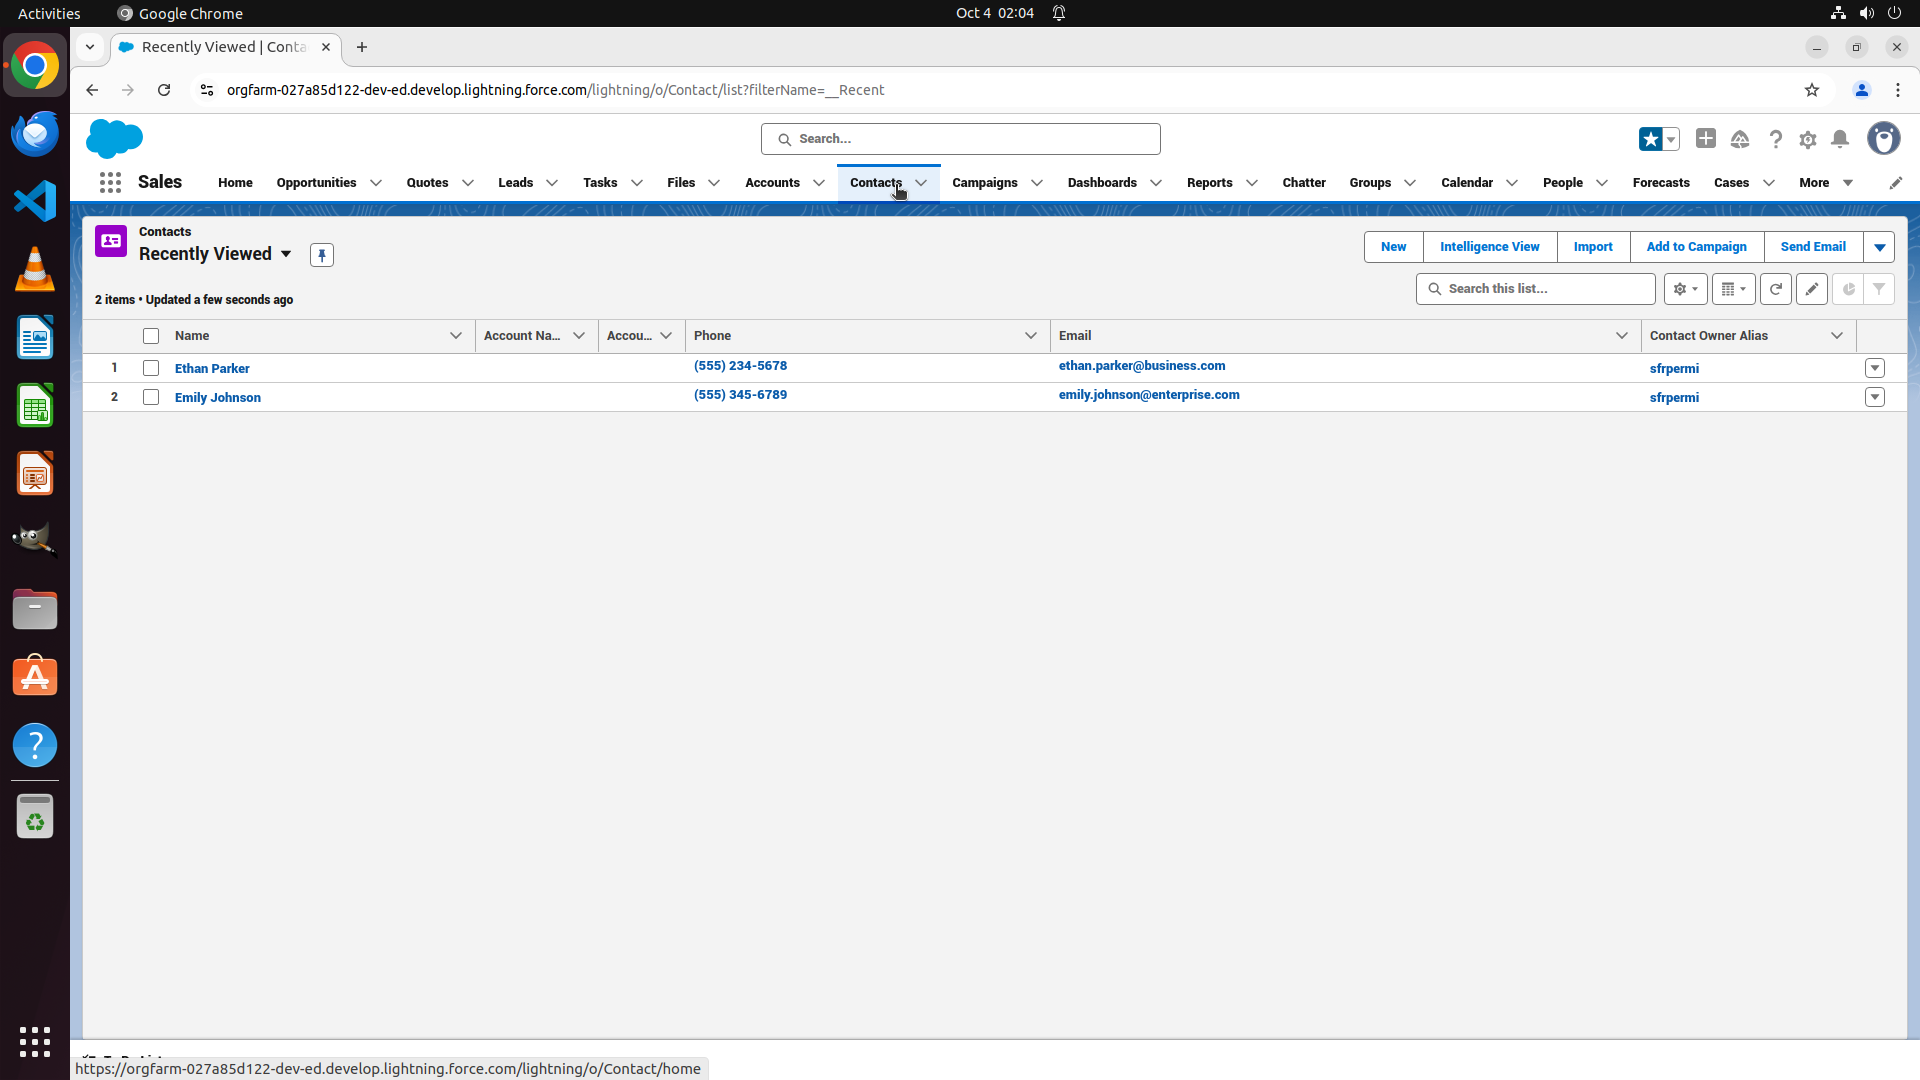 Activities
Google Chrome
Oct 4 02:04
Recently Viewed | Conta
orgfarm-027a85d122-dev-ed.develop.lightning.force.com/lightning/o/Contact/list?filterName=__Recent
Search...
Sales
Home
Opportunities
Quotes
Leads
Tasks
Files
Accounts
Contacts
Campaigns
Dashboards
Reports
Chatter
Groups
Calendar
People
Forecasts
Cases
More
Contacts
Recently Viewed
New
Intelligence View
Import
Add to Campaign
Send Email
2 items • Updated a few seconds ago
Search this list...
Name
Account Na...
Accou...
Phone
Email
Contact Owner Alias
1 Ethan Parker (555) 234-5678 ethan.parker@business.com sfrpermi
2 Emily Johnson (555) 345-6789 emily.johnson@enterprise.com sfrpermi
https://orgfarm-027a85d122-dev-ed.develop.lightning.force.com/lightning/o/Contact/home